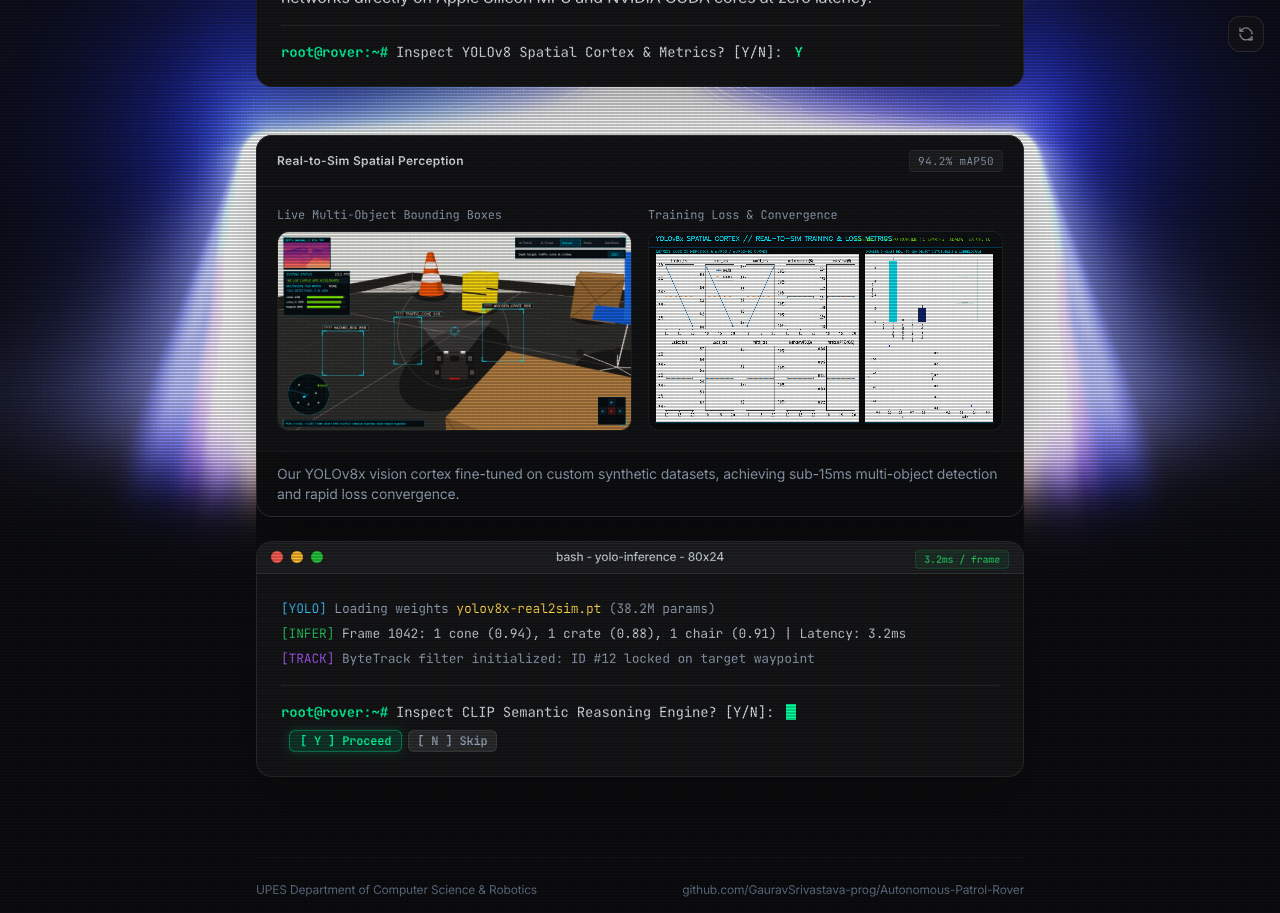 networks directly on Apple Silicon MPS and NVIDIA CUDA cores at zero latency.
root@rover:~# Inspect YOLOv8 Spatial Cortex & Metrics? [Y/N]: Y
Real-to-Sim Spatial Perception
94.2% mAP50
Live Multi-Object Bounding Boxes
Training Loss & Convergence
YOLOv8x SPATIAL CORTEX // REAL-TO-SIM TRAINING & LOSS METRICS
Our YOLOv8x vision cortex fine-tuned on custom synthetic datasets, achieving sub-15ms multi-object detection
and rapid loss convergence.
bash - yolo-inference - 80x24
3.2ms / frame
[YOLO] Loading weights yolov8x-real2sim.pt (38.2M params)
[INFER] Frame 1042: 1 cone (0.94), 1 crate (0.88), 1 chair (0.91) | Latency: 3.2ms
[TRACK] ByteTrack filter initialized: ID #12 locked on target waypoint
root@rover:~# Inspect CLIP Semantic Reasoning Engine? [Y/N]:
[ Y ] Proceed
[ N ] Skip
UPES Department of Computer Science & Robotics
github.com/GauravSrivastava-prog/Autonomous-Patrol-Rover